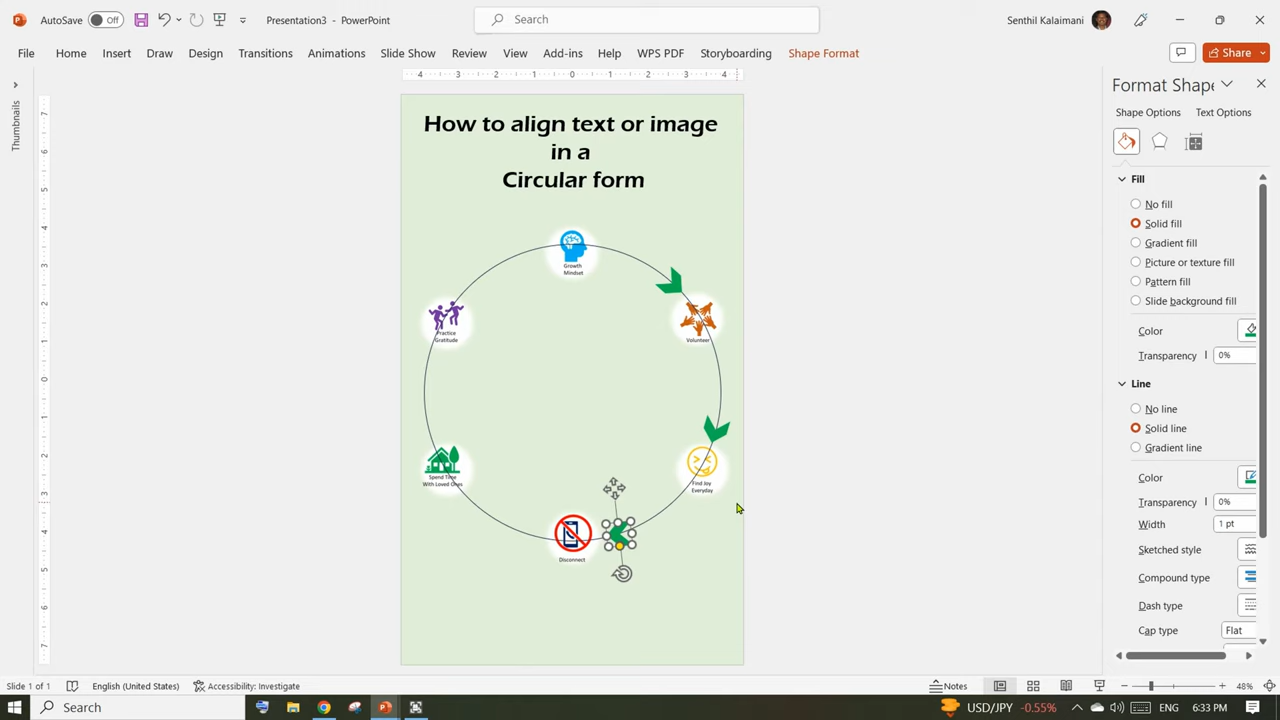 AutoSave Off Presentation3 - PowerPoint Search Senthil Kalaimani
File Home Insert Draw Design Transitions Animations Slide Show Review View Add-ins Help WPS PDF Storyboarding Shape Format Share
Thumbnails
How to align text or image
in a
Circular form
Growth
Mindset
Practice
Gratitude
Volunteer
Spend Time
With Loved Ones
Find Joy
Everyday
Disconnect
Format Shap
Shape Options Text Options
Fill
No fill
Solid fill
Gradient fill
Picture or texture fill
Pattern fill
Slide background fill
Color
Transparency 0%
Line
No line
Solid line
Gradient line
Color
Transparency 0%
Width 1 pt
Sketched style
Compound type
Dash type
Cap type Flat
Slide 1 of 1 English (United States) Accessibility: Investigate Notes 48%
Search USD/JPY -0.55% ENG 6:33 PM